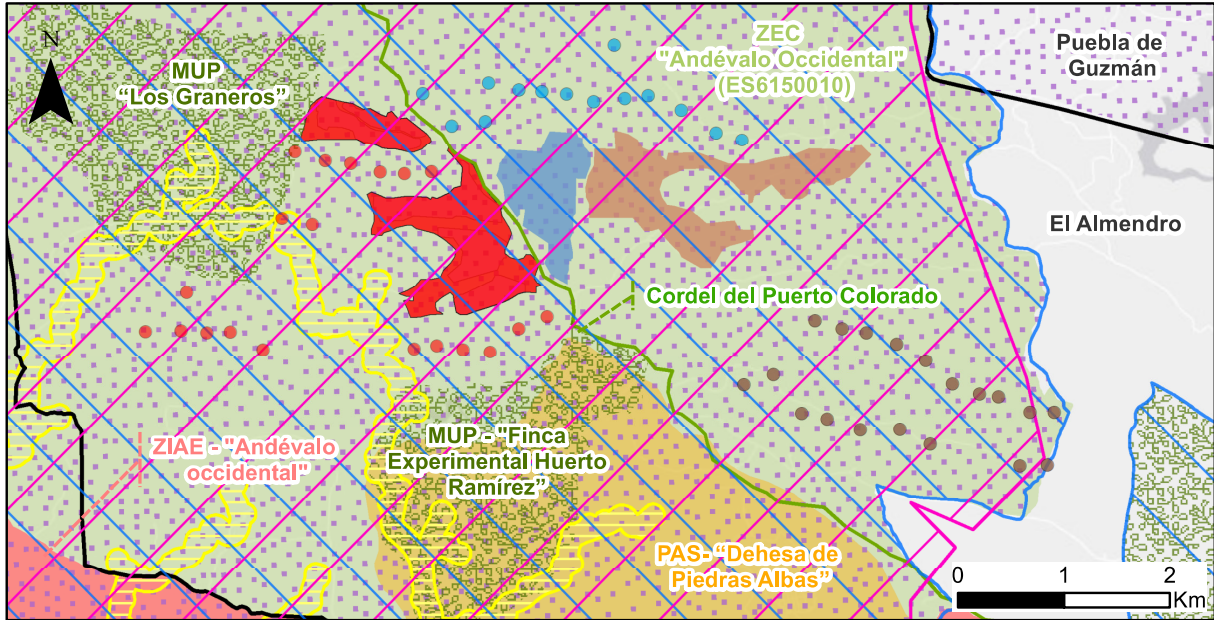 N
MUP
“Los Graneros”
ZEC
"Andévalo Occidental"
(ES6150010)
Puebla de
Guzmán
El Almendro
Cordel del Puerto Colorado
ZIAE - "Andévalo
occidental"
MUP - "Finca
Experimental Huerto
Ramírez”
PAS- “Dehesa de
Piedras Albas”
0 1 2
Km